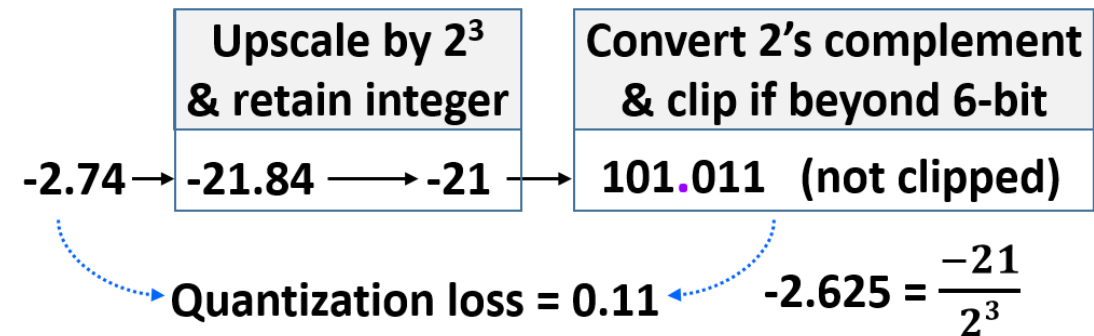 Upscale by 2³
& retain integer
Convert 2's complement
& clip if beyond 6-bit
-2.74 -21.84 -21 101.011 (not clipped)
Quantization loss = 0.11
-2.625 = −21 / 2³